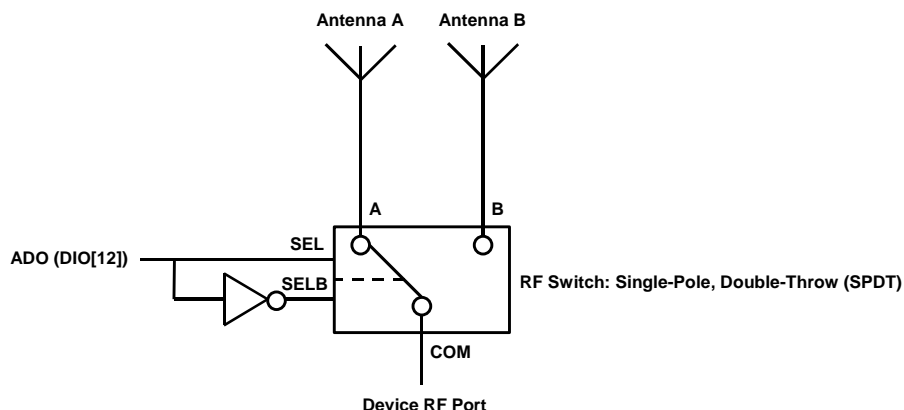 Antenna A
Antenna B
A
B
ADO (DIO[12])
SEL
SELB
RF Switch: Single-Pole, Double-Throw (SPDT)
COM
Device RF Port